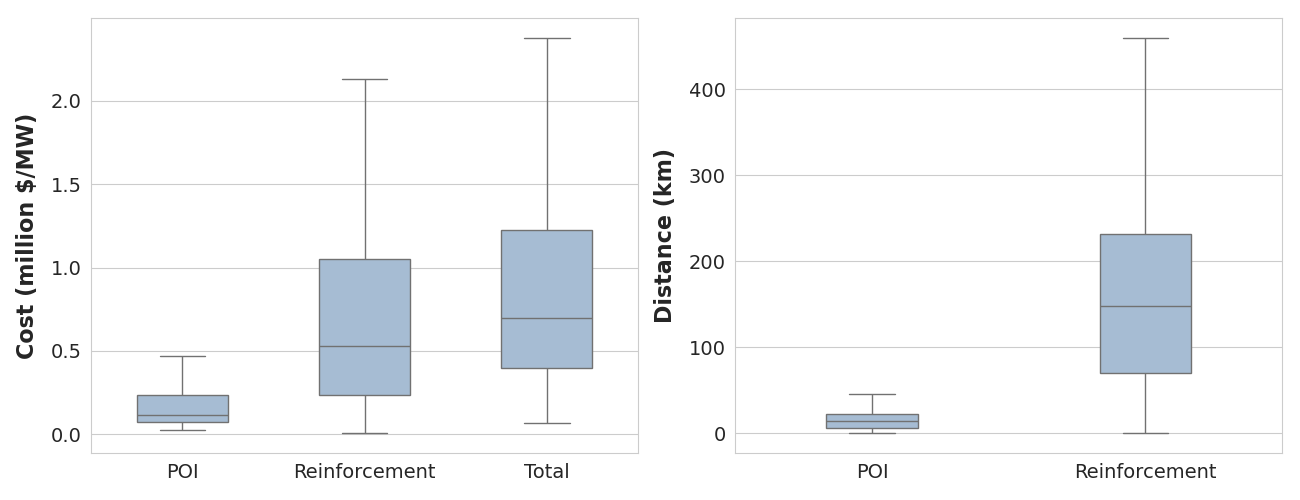 Cost (million $/MW)
2.0
1.5
1.0
0.5
0.0
POI Reinforcement Total
Distance (km)
400
300
200
100
0
POI Reinforcement